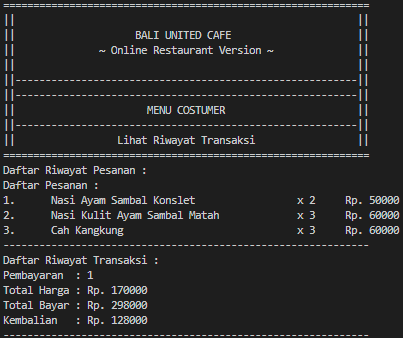 =============================================================
||                                                         ||
||                    BALI UNITED CAFE                     ||
||              ~ Online Restaurant Version ~              ||
||                                                         ||
||---------------------------------------------------------||
||---------------------------------------------------------||
||                      MENU COSTUMER                      ||
||---------------------------------------------------------||
||                 Lihat Riwayat Transaksi                 ||
=============================================================
Daftar Riwayat Pesanan :
Daftar Pesanan :
1.      Nasi Ayam Sambal Konslet                 x 2     Rp. 50000
2.      Nasi Kulit Ayam Sambal Matah             x 3     Rp. 60000
3.      Cah Kangkung                             x 3     Rp. 60000
-------------------------------------------------------------
Daftar Riwayat Transaksi :
Pembayaran  : 1
Total Harga : Rp. 170000
Total Bayar : Rp. 298000
Kembalian   : Rp. 128000
-------------------------------------------------------------